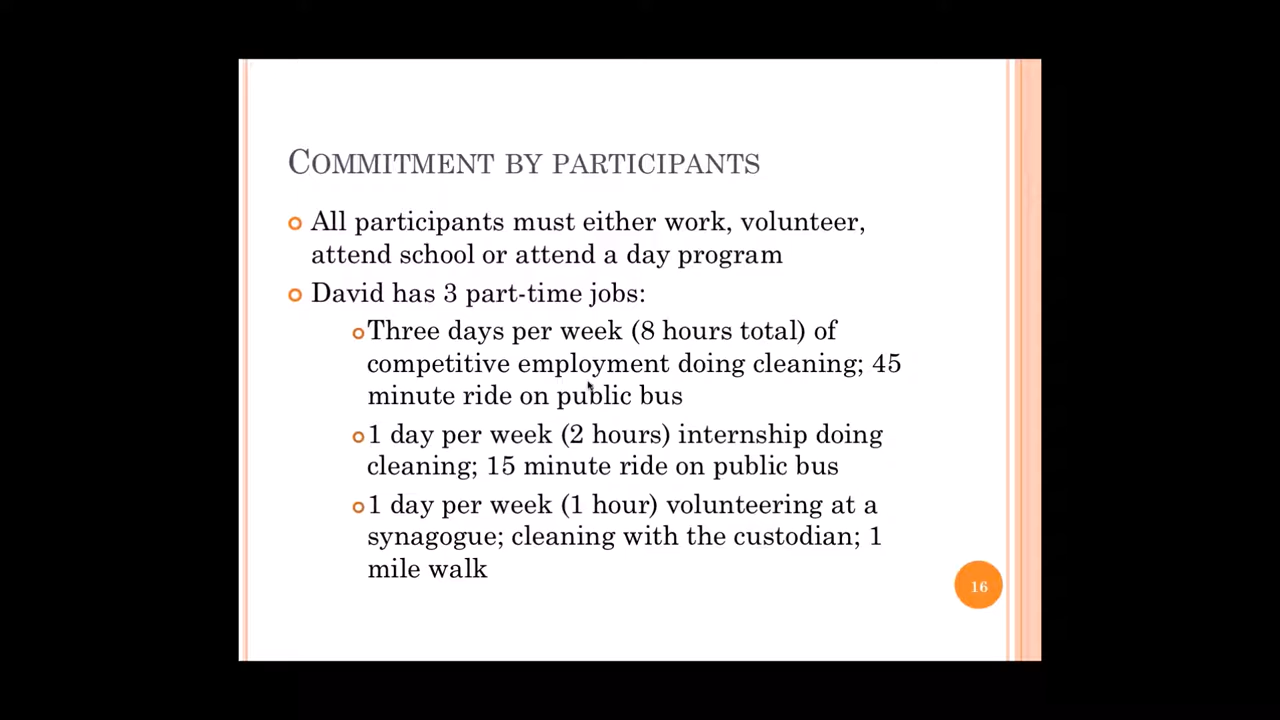 COMMITMENT BY PARTICIPANTS
All participants must either work, volunteer,
attend school or attend a day program
David has 3 part-time jobs:
Three days per week (8 hours total) of
competitive employment doing cleaning; 45
minute ride on public bus
1 day per week (2 hours) internship doing
cleaning; 15 minute ride on public bus
1 day per week (1 hour) volunteering at a
synagogue; cleaning with the custodian; 1
mile walk
16